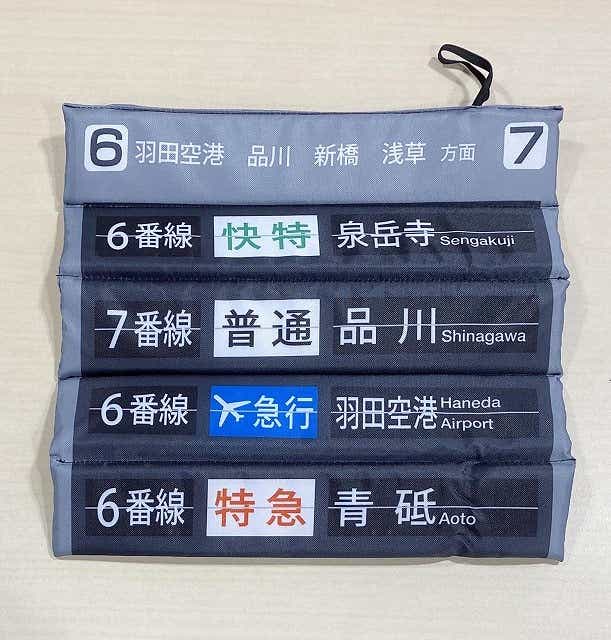 6 羽田空港 品川 新橋 浅草 方面 7
6番線 快特 泉岳寺 Sengakuji
7番線 普通 品川 Shinagawa
6番線 急行 羽田空港 Haneda Airport
6番線 特急 青砥 Aoto